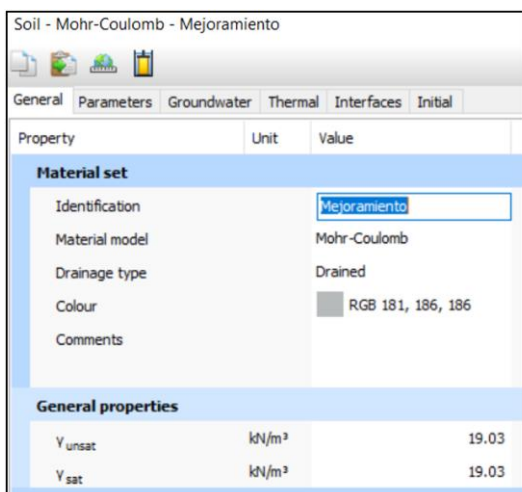 Soil - Mohr-Coulomb - Mejoramiento
General Parameters Groundwater Thermal Interfaces Initial
Property Unit Value
Material set
Identification Mejoramiento
Material model Mohr-Coulomb
Drainage type Drained
Colour RGB 181, 186, 186
Comments
General properties
γ unsat kN/m³ 19.03
γ sat kN/m³ 19.03